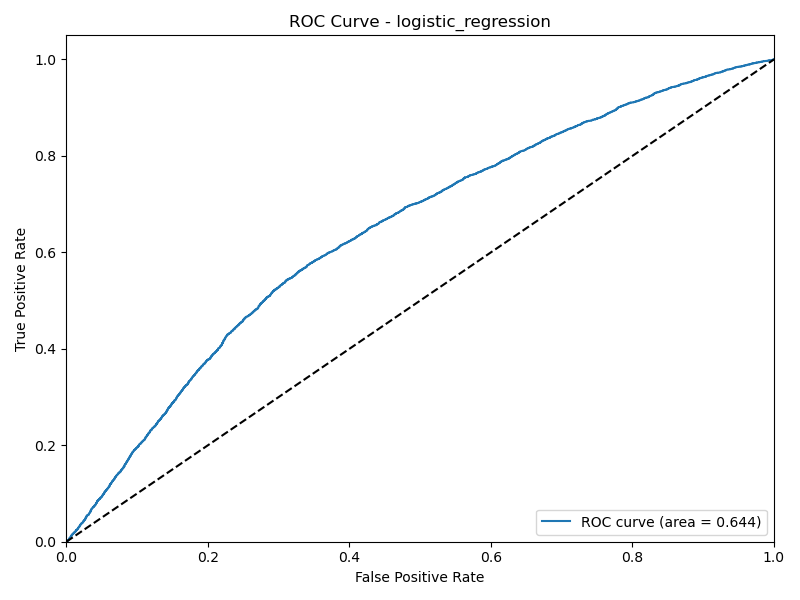 ROC Curve - logistic_regression
True Positive Rate
1.0
0.8
0.6
0.4
0.2
0.0
ROC curve (area = 0.644)
0.0 0.2 0.4 0.6 0.8 1.0
False Positive Rate